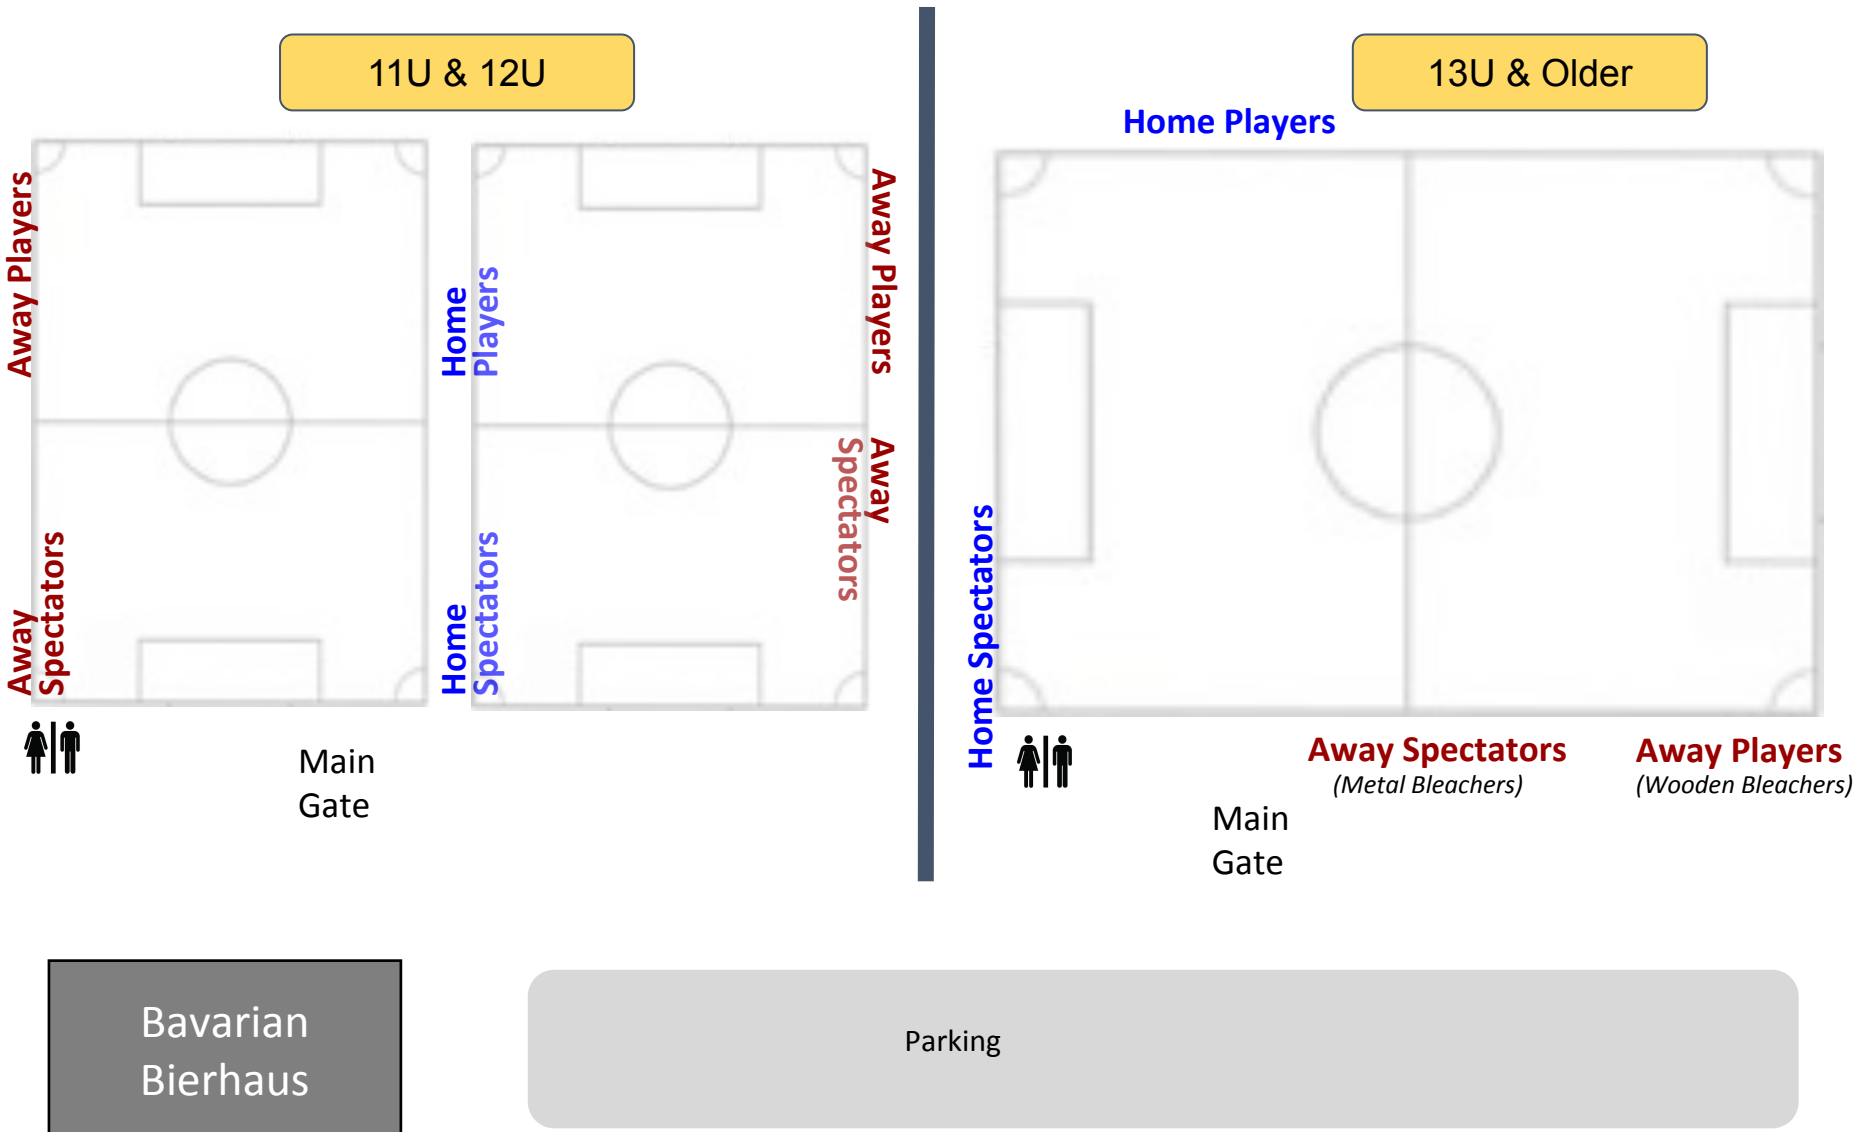 11U & 12U
13U & Older
Home Players
Away Players
Home
Players
Away Players
Away
Spectators
Home
Spectators
Away
Spectators
Home Spectators
Main
Gate
Away Spectators
(Metal Bleachers)
Away Players
(Wooden Bleachers)
Main
Gate
Bavarian
Bierhaus
Parking